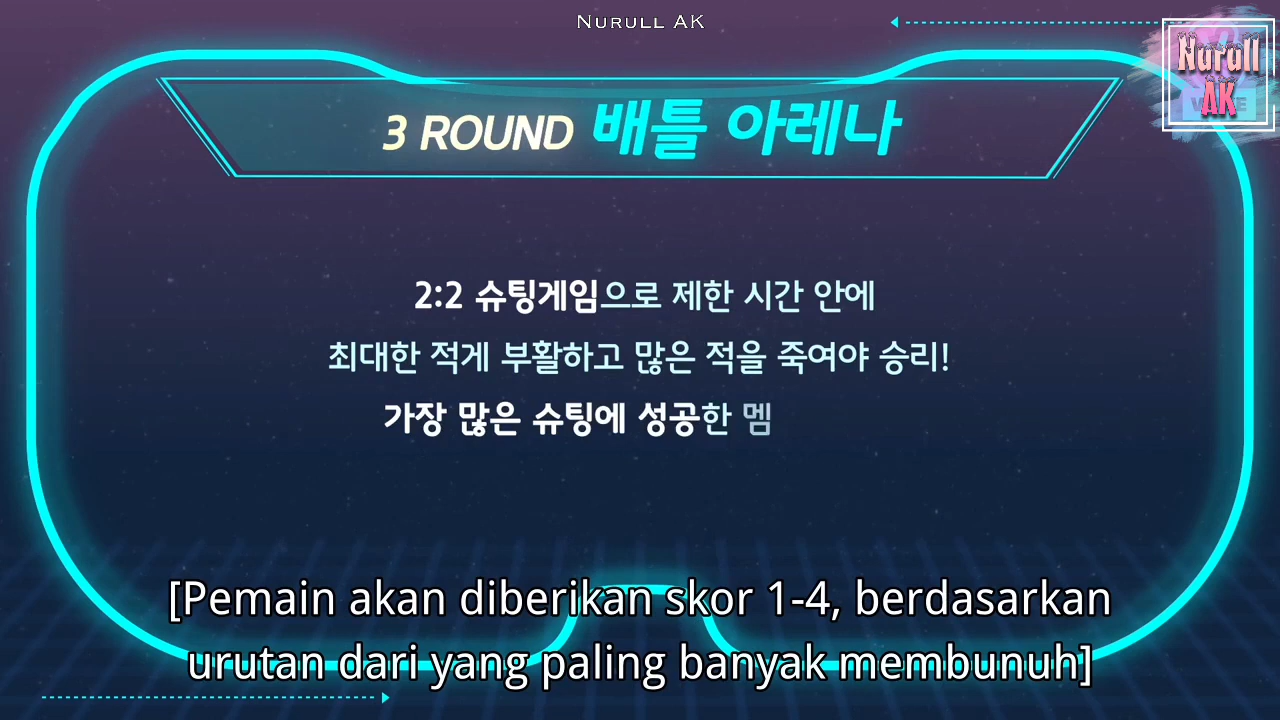 NURULL AK
Nurull
AK
3 ROUND 배틀 아레나
2:2 슈팅게임으로 제한 시간 안에
최대한 적게 부활하고 많은 적을 죽여야 승리!
가장 많은 슈팅에 성공한 멤
[Pemain akan diberikan skor 1-4, berdasarkan
urutan dari yang paling banyak membunuh]